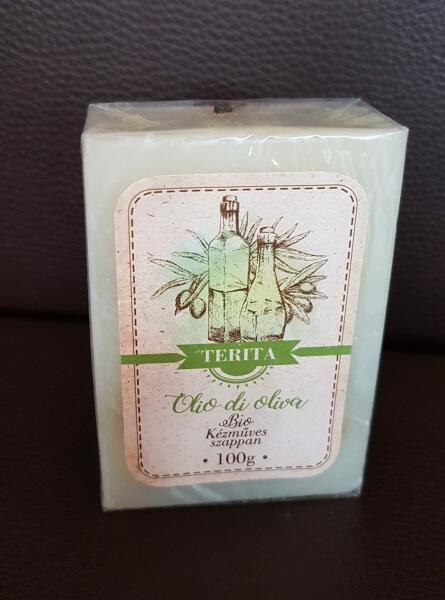 TERITA
Olio di oliva
Bio
Kézműves
szappan
• 100g •